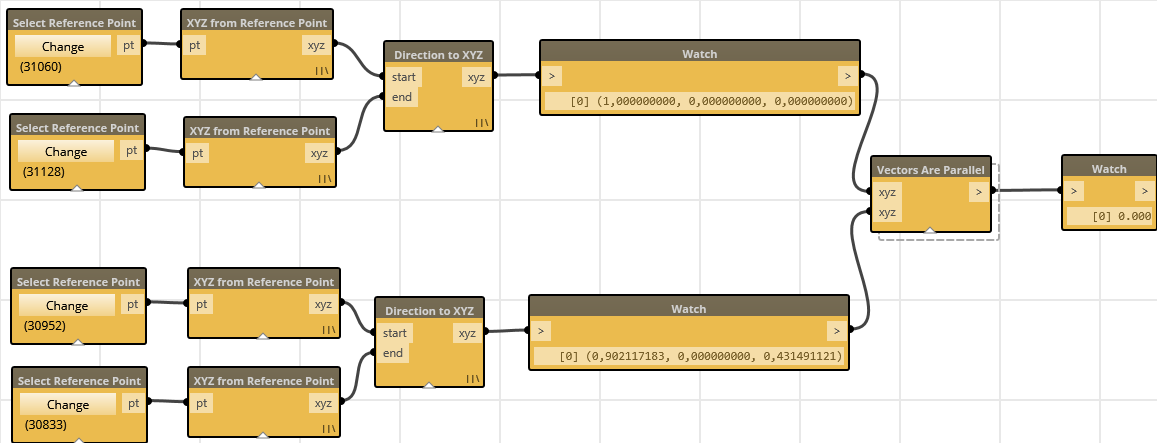 Select Reference Point
Change
pt
(31060)
XYZ from Reference Point
pt
xyz
Direction to XYZ
start
xyz
end
Watch
>
>
[0] (1,000000000, 0,000000000, 0,000000000)
Select Reference Point
Change
pt
(31128)
XYZ from Reference Point
pt
xyz
Vectors Are Parallel
xyz
>
xyz
Watch
>
>
[0] 0.000
Select Reference Point
Change
pt
(30952)
XYZ from Reference Point
pt
xyz
Direction to XYZ
start
xyz
end
Watch
>
>
[0] (0,902117183, 0,000000000, 0,431491121)
Select Reference Point
Change
pt
(30833)
XYZ from Reference Point
pt
xyz